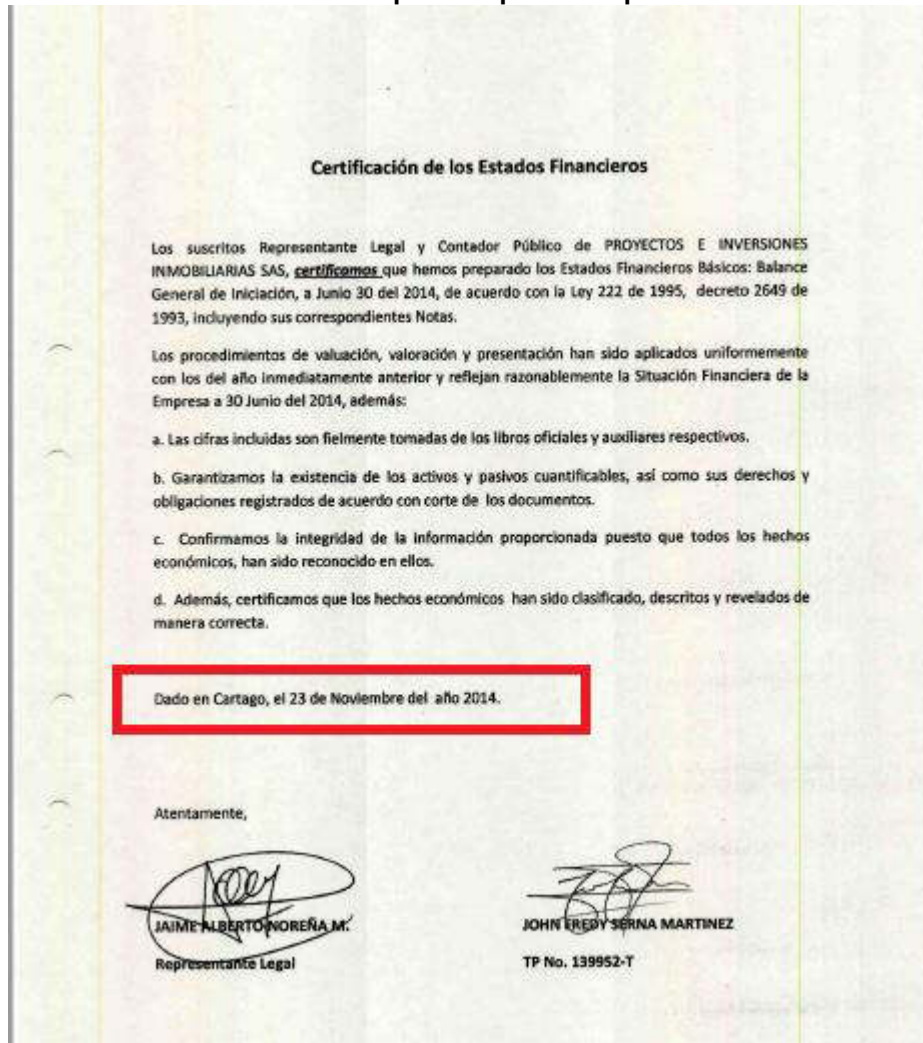 Certificación de los Estados Financieros
Los suscritos Representante Legal y Contador Público de PROYECTOS E INVERSIONES
INMOBILIARIAS SAS, certificamos que hemos preparado los Estados Financieros Básicos: Balance
General de Iniciación, a Junio 30 del 2014, de acuerdo con la Ley 222 de 1995, decreto 2649 de
1993, incluyendo sus correspondientes Notas.
Los procedimientos de valuación, valoración y presentación han sido aplicados uniformemente
con los del año inmediatamente anterior y reflejan razonablemente la Situación Financiera de la
Empresa a 30 Junio del 2014, además:
a. Las cifras incluidas son fielmente tomadas de los libros oficiales y auxiliares respectivos.
b. Garantizamos la existencia de los activos y pasivos cuantificables, así como sus derechos y
obligaciones registrados de acuerdo con corte de los documentos.
c. Confirmamos la integridad de la información proporcionada puesto que todos los hechos
económicos, han sido reconocido en ellos.
d. Además, certificamos que los hechos económicos han sido clasificado, descritos y revelados de
manera correcta.
Dado en Cartago, el 23 de Noviembre del año 2014.
Atentamente,
JAIME ALBERTO NOREÑA M.
JOHN FREDY SERNA MARTINEZ
Representante Legal
TP No. 139952-T